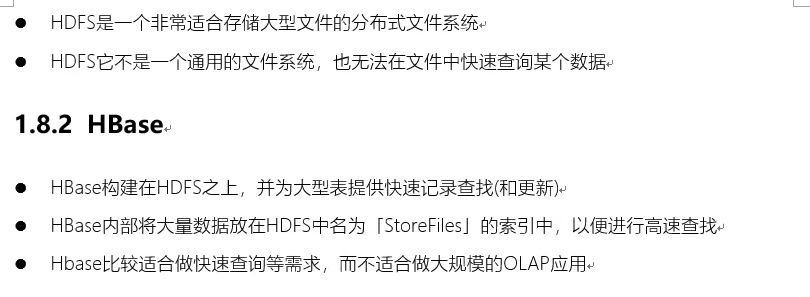 ● HDFS是一个非常适合存储大型文件的分布式文件系统
● HDFS它不是一个通用的文件系统，也无法在文件中快速查询某个数据
1.8.2 HBase
● HBase构建在HDFS之上，并为大型表提供快速记录查找(和更新)
● HBase内部将大量数据放在HDFS中名为「StoreFiles」的索引中，以便进行高速查找
● Hbase比较适合做快速查询等需求，而不适合做大规模的OLAP应用